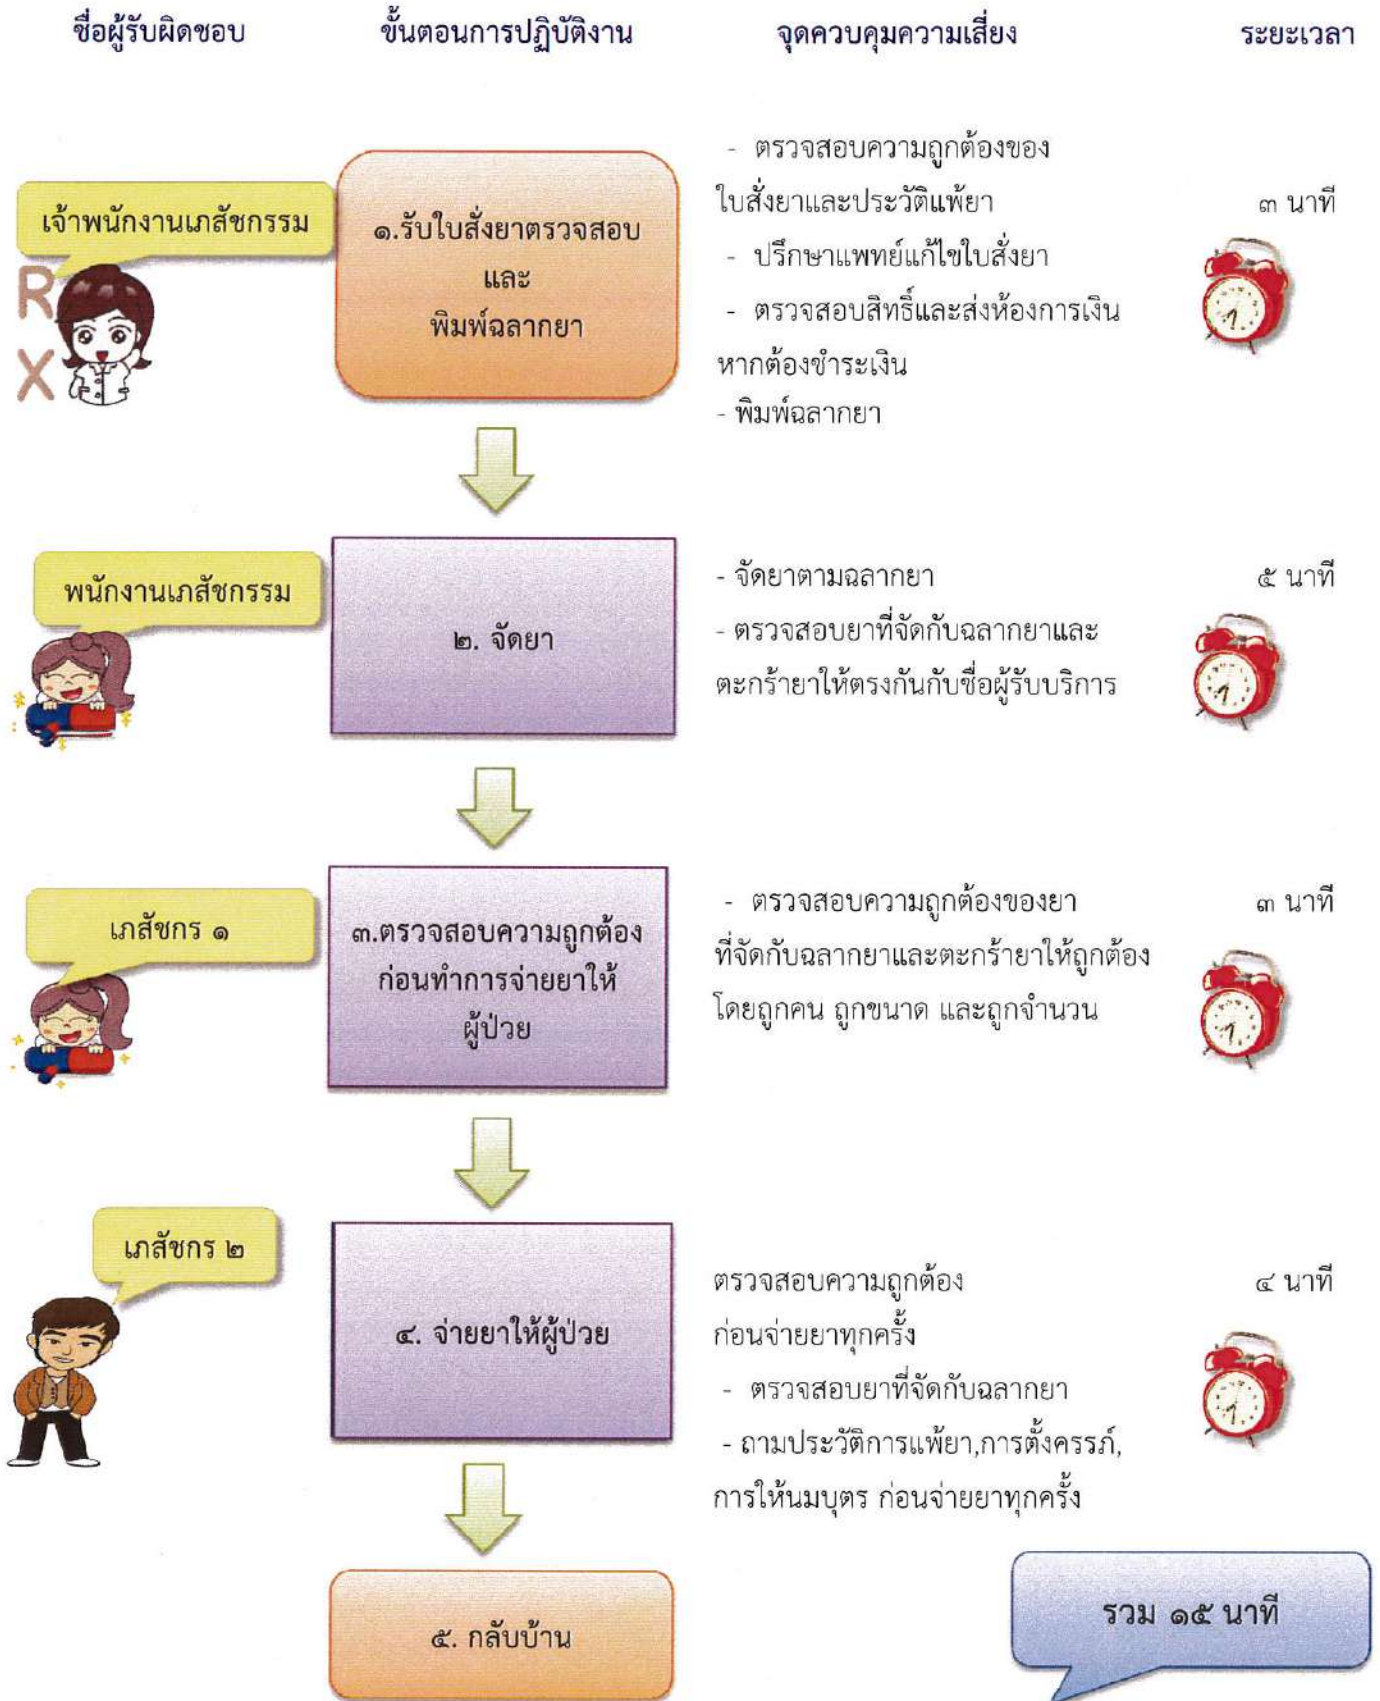 ชื่อผู้รับผิดชอบ
ขั้นตอนการปฏิบัติงาน
จุดควบคุมความเสี่ยง
ระยะเวลา
เจ้าพนักงานเภสัชกรรม
R
X
๑.รับใบสั่งยาตรวจสอบ
และ
พิมพ์ฉลากยา
- ตรวจสอบความถูกต้องของ
ใบสั่งยาและประวัติแพ้ยา
- ปรึกษาแพทย์แก้ไขใบสั่งยา
- ตรวจสอบสิทธิ์และส่งห้องการเงิน
หากต้องชำระเงิน
- พิมพ์ฉลากยา
๓ นาที
พนักงานเภสัชกรรม
๒. จัดยา
- จัดยาตามฉลากยา
- ตรวจสอบยาที่จัดกับฉลากยาและ
ตะกร้ายาให้ตรงกันกับชื่อผู้รับบริการ
๕ นาที
เภสัชกร ๑
๓.ตรวจสอบความถูกต้อง
ก่อนทำการจ่ายยาให้
ผู้ป่วย
- ตรวจสอบความถูกต้องของยา
ที่จัดกับฉลากยาและตะกร้ายาให้ถูกต้อง
โดยถูกคน ถูกขนาด และถูกจำนวน
๓ นาที
เภสัชกร ๒
๔. จ่ายยาให้ผู้ป่วย
ตรวจสอบความถูกต้อง
ก่อนจ่ายยาทุกครั้ง
- ตรวจสอบยาที่จัดกับฉลากยา
- ถามประวัติการแพ้ยา,การตั้งครรภ์,
การให้นมบุตร ก่อนจ่ายยาทุกครั้ง
๔ นาที
๕. กลับบ้าน
รวม ๑๕ นาที